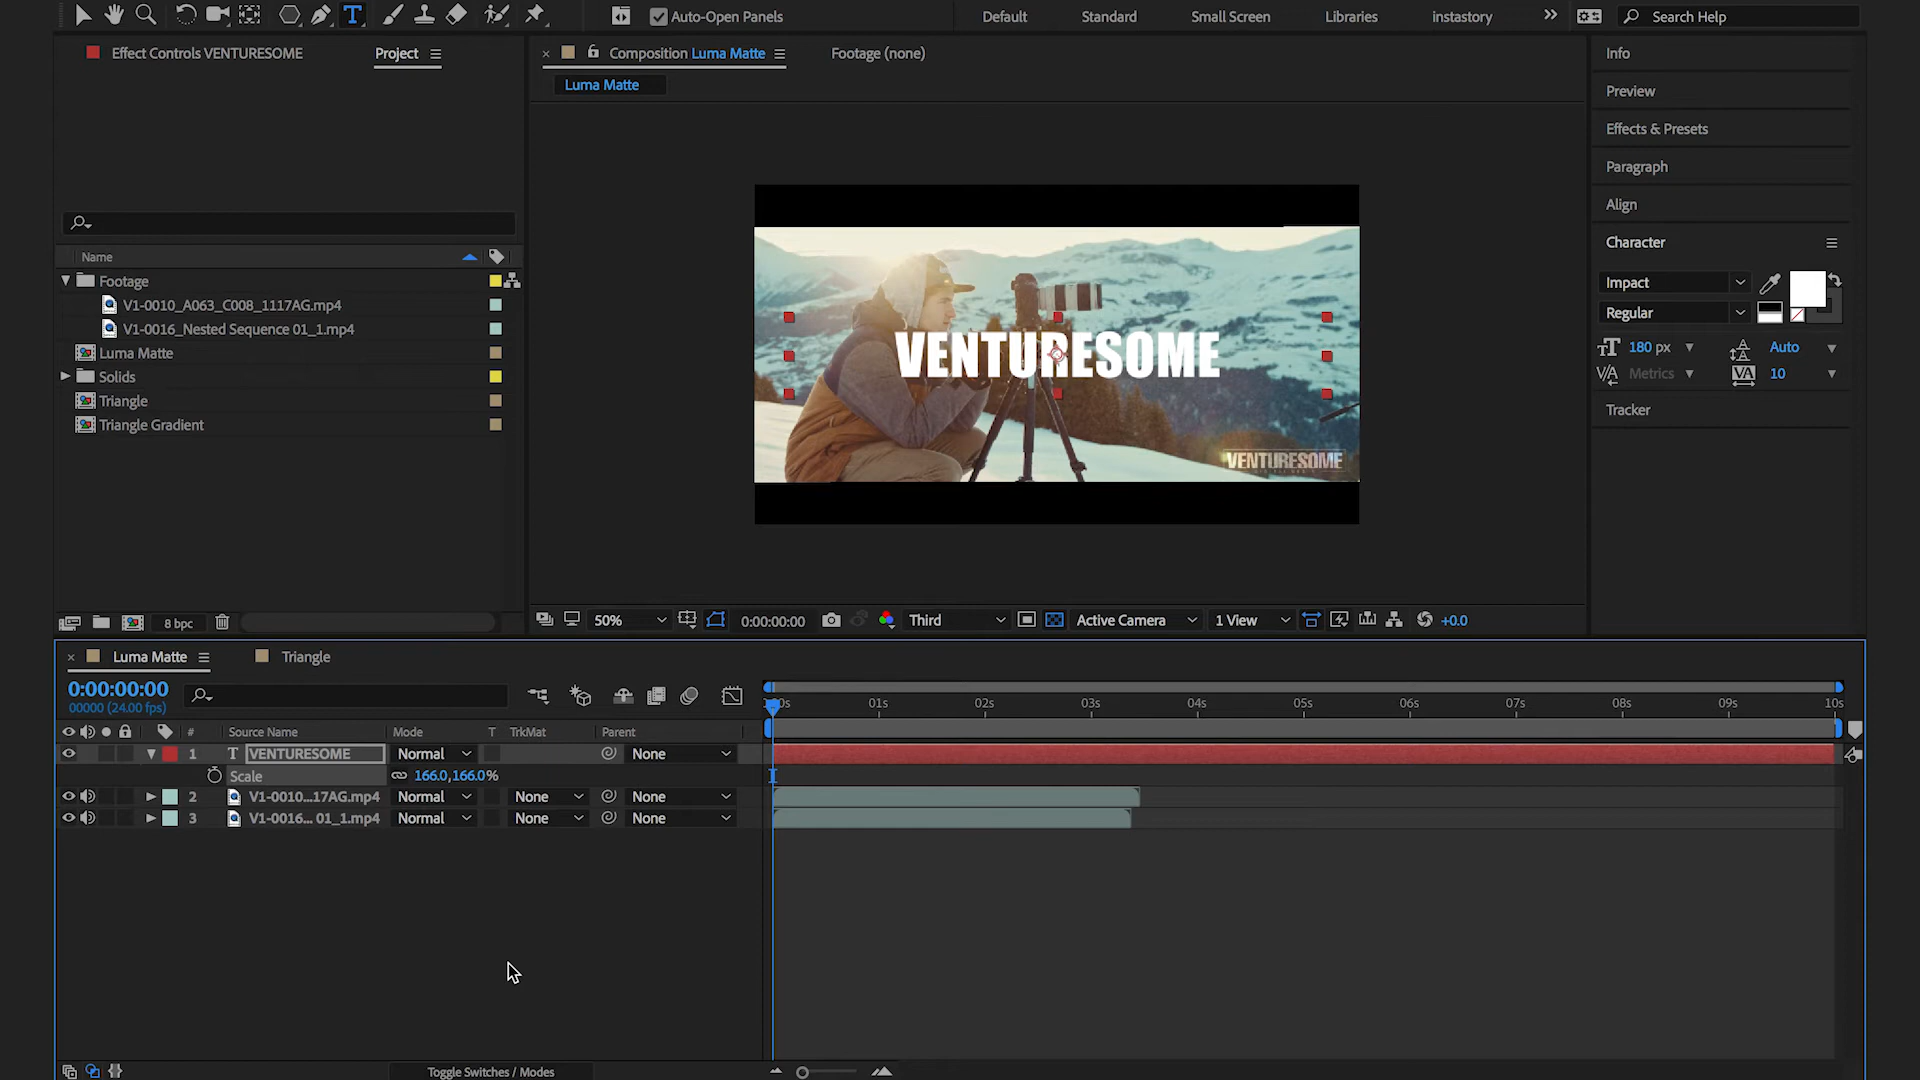 Auto-Open Panels
Default
Standard
Small Screen
Libraries
instastory
Search Help
Effect Controls VENTURESOME
Project
Composition Luma Matte
Footage (none)
Luma Matte
Name
Footage
V1-0010_A063_C008_1117AG.mp4
V1-0016_Nested Sequence 01_1.mp4
Luma Matte
Solids
Triangle
Triangle Gradient
8 bpc
VENTURESOME
VENTURESOME
50%
0:00:00:00
Third
Active Camera
1 View
+0.0
Info
Preview
Effects & Presets
Paragraph
Align
Character
Impact
Regular
180 px
Auto
Metrics
10
Tracker
Luma Matte
Triangle
0:00:00:00
00000 (24.00 fps)
01s
02s
03s
04s
05s
06s
07s
08s
09s
10s
#
Source Name
Mode
T
TrkMat
Parent
1
T
VENTURESOME
Normal
None
Scale
166.0,166.0%
2
V1-0010...17AG.mp4
Normal
None
None
3
V1-0016... 01_1.mp4
Normal
None
None
Toggle Switches / Modes